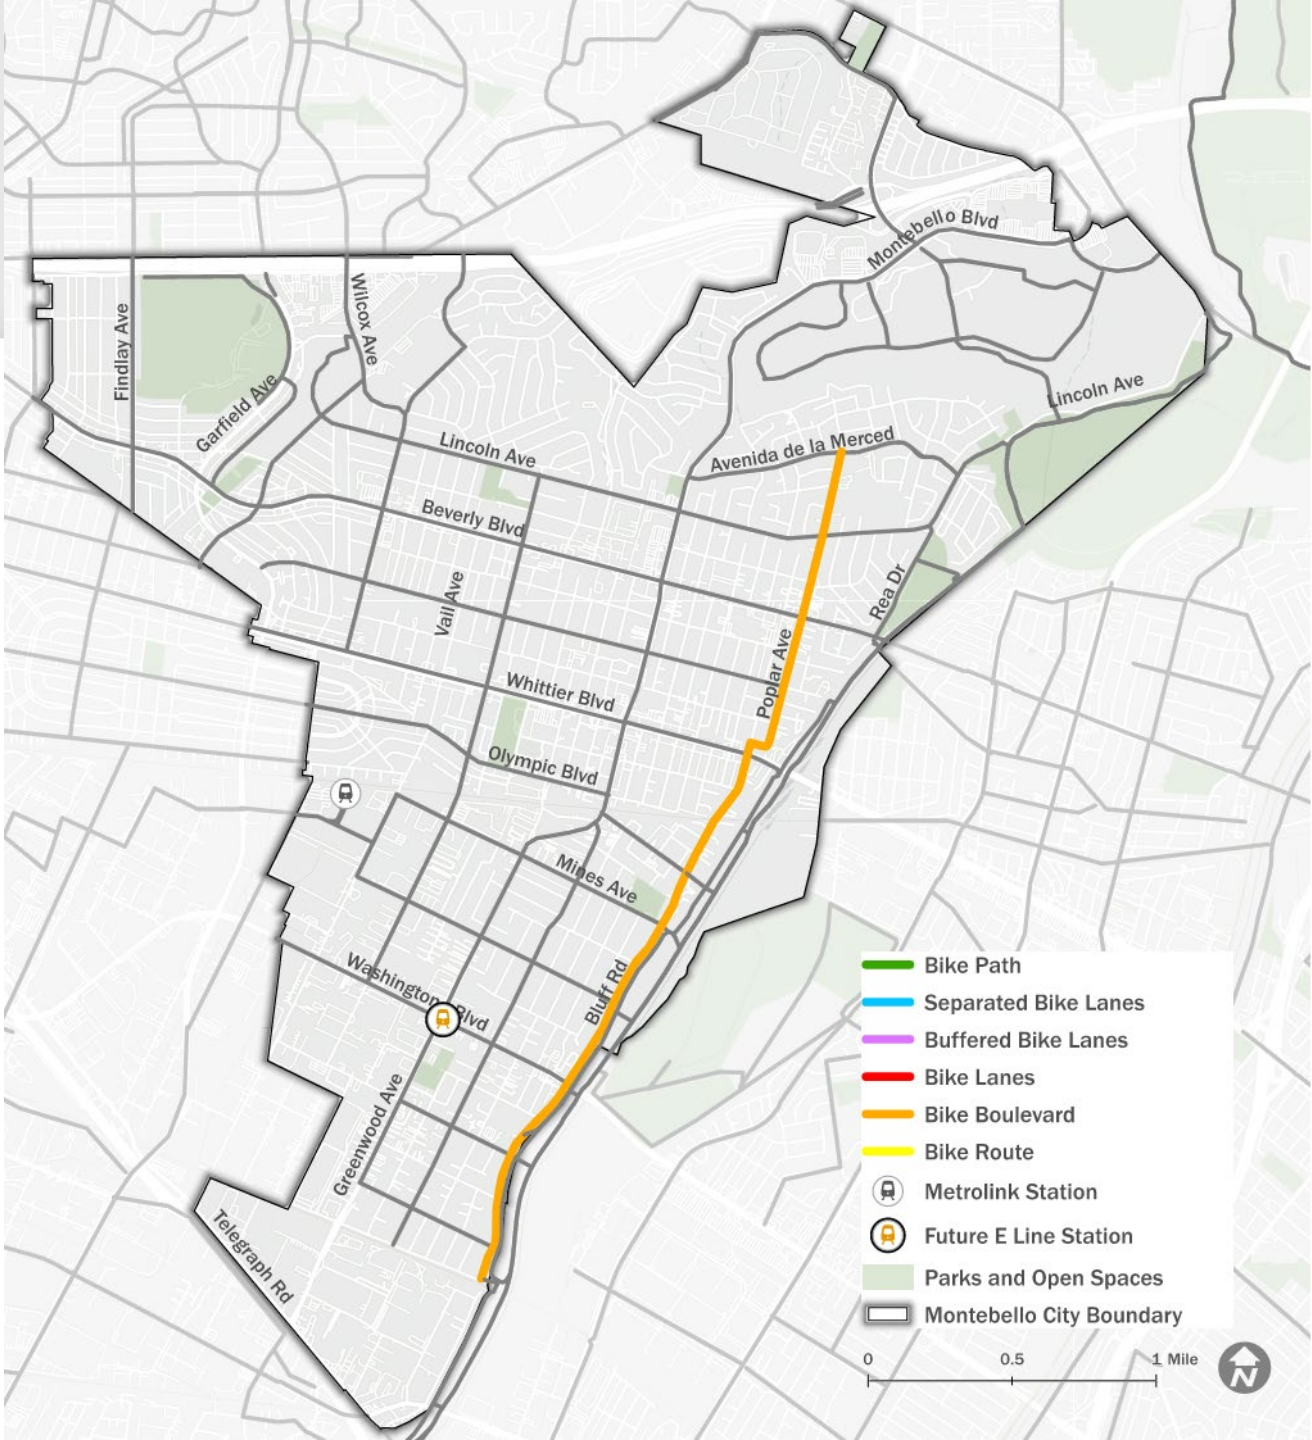 Montebello Blvd
Findlay Ave
Wilcox Ave
Garfield Ave
Lincoln Ave
Lincoln Ave
Avenida de la Merced
Beverly Blvd
Vail Ave
Rea Dr
Poplar Ave
Whittier Blvd
Olympic Blvd
Mines Ave
Washington Blvd
Bluff Rd
Greenwood Ave
Telegraph Rd
Bike Path
Separated Bike Lanes
Buffered Bike Lanes
Bike Lanes
Bike Boulevard
Bike Route
Metrolink Station
Future E Line Station
Parks and Open Spaces
Montebello City Boundary
0 0.5 1 Mile
N